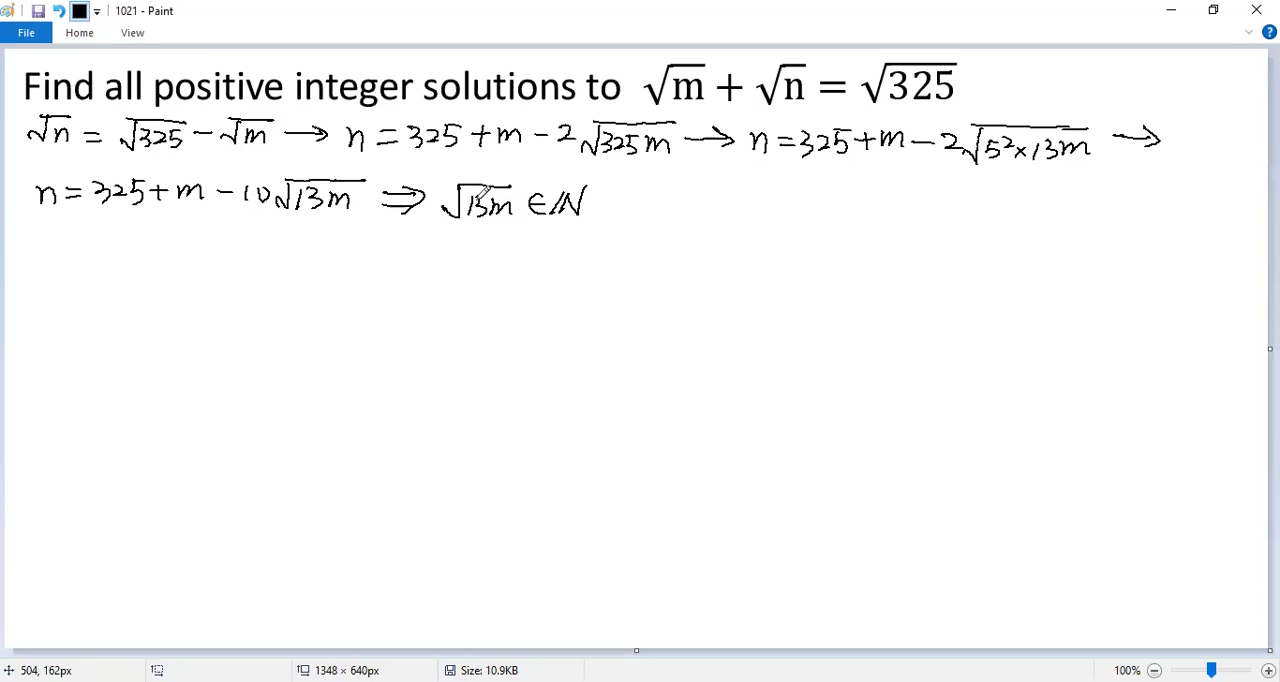 1021 - Paint
File Home View
Find all positive integer solutions to √m + √n = √325
√n = √325 − √m → n = 325 + m − 2√325m → n = 325 + m − 2√5²×13m →
n = 325 + m − 10√13m ⇒ √13m ∈ ℕ
504, 162px 1348 × 640px Size: 10.9KB 100%